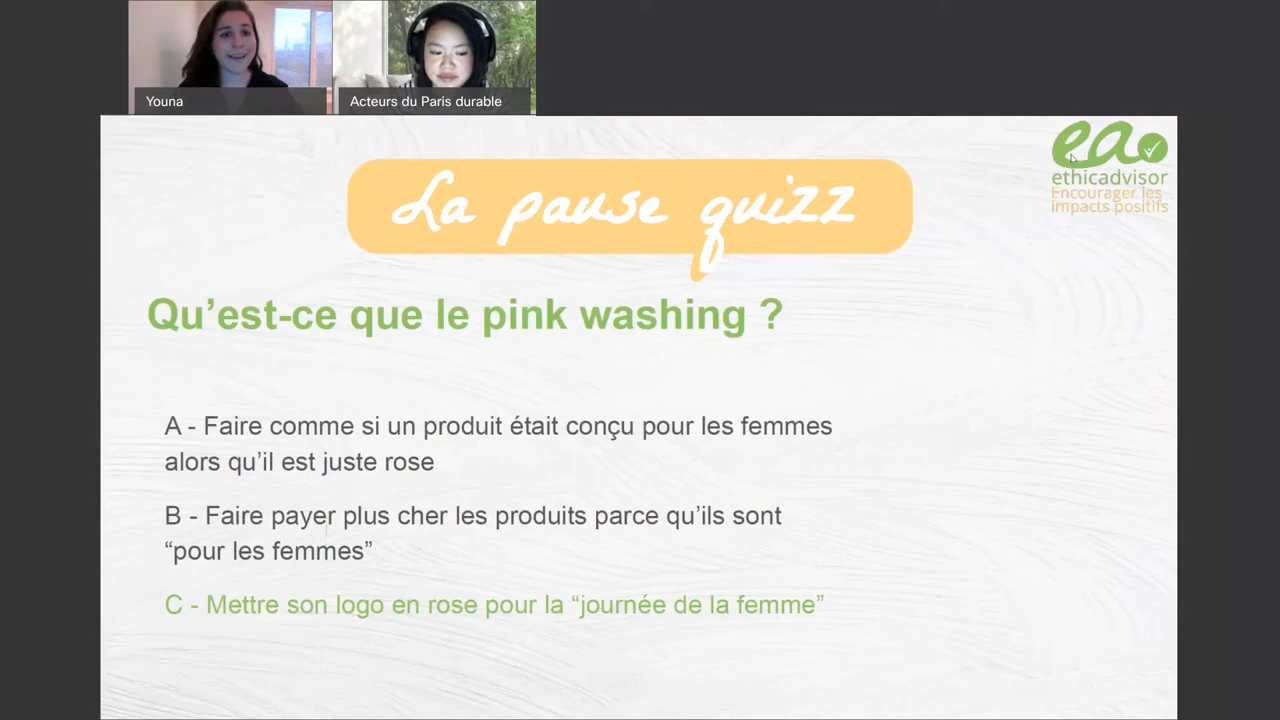 Youna
Acteurs du Paris durable
ea
ethicadvisor
Encourager les
impacts positifs
La pause quizz
Qu’est-ce que le pink washing ?
A - Faire comme si un produit était conçu pour les femmes
alors qu’il est juste rose
B - Faire payer plus cher les produits parce qu’ils sont
“pour les femmes”
C - Mettre son logo en rose pour la “journée de la femme”